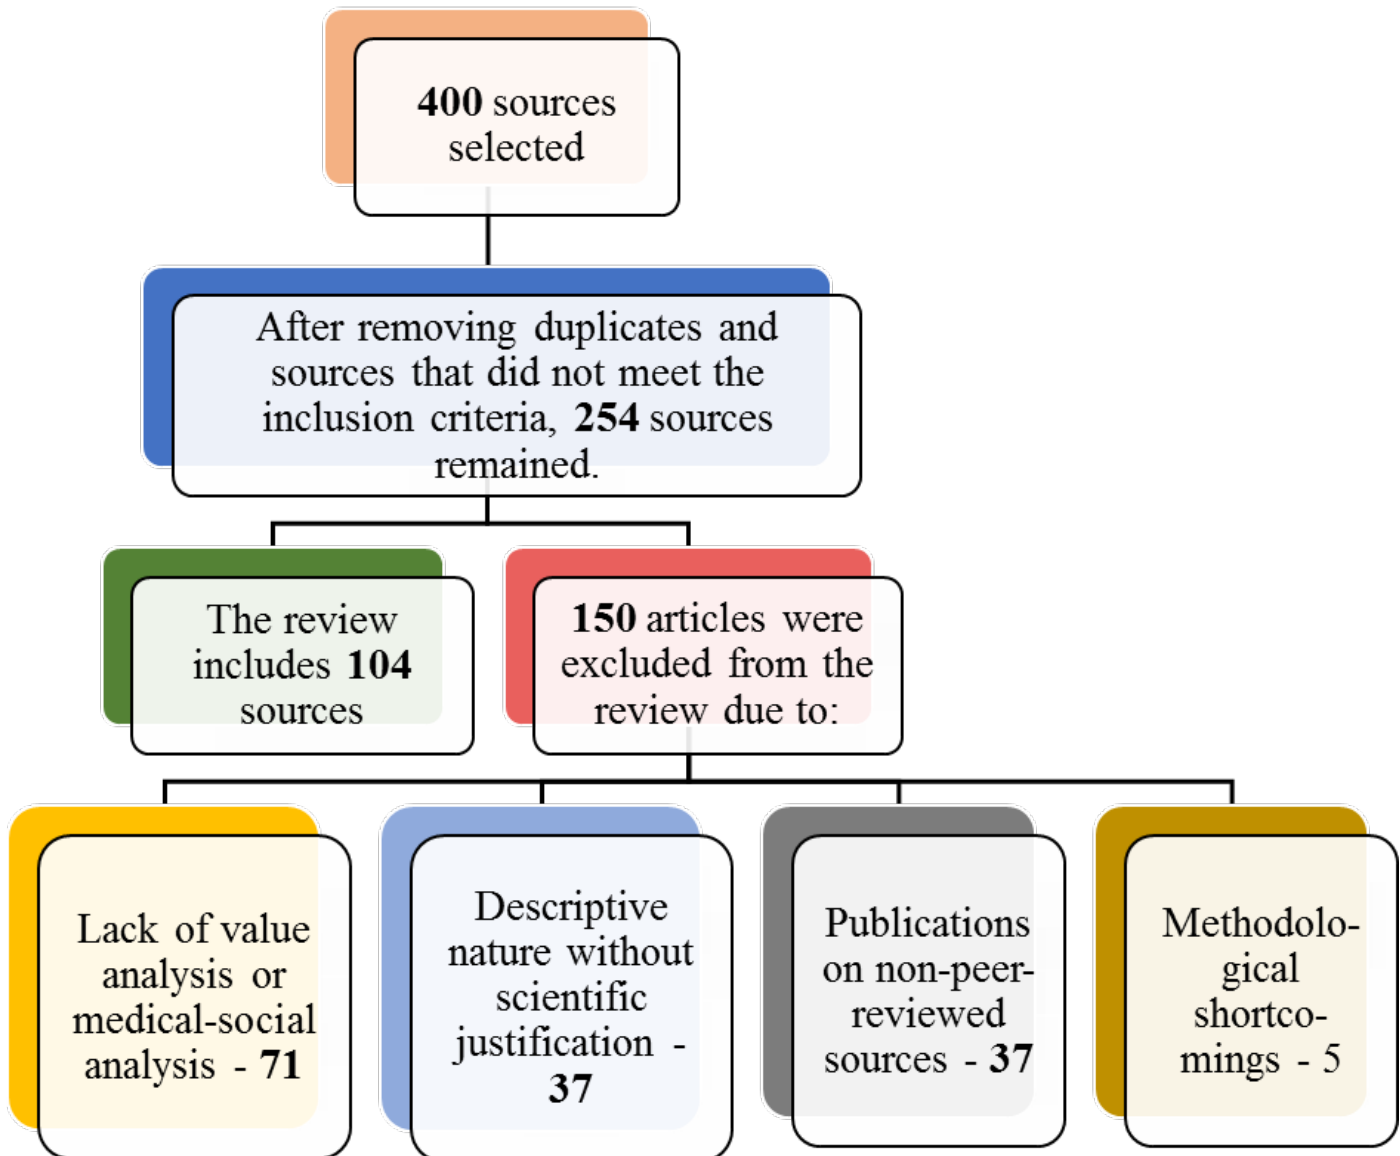 400 sources
selected
After removing duplicates and
sources that did not meet the
inclusion criteria, 254 sources
remained.
The review
includes 104
sources
150 articles were
excluded from the
review due to:
Lack of value
analysis or
medical-social
analysis - 71
Descriptive
nature without
scientific
justification -
37
Publications
on non-peer-
reviewed
sources - 37
Methodolo-
gical
shortco-
mings - 5